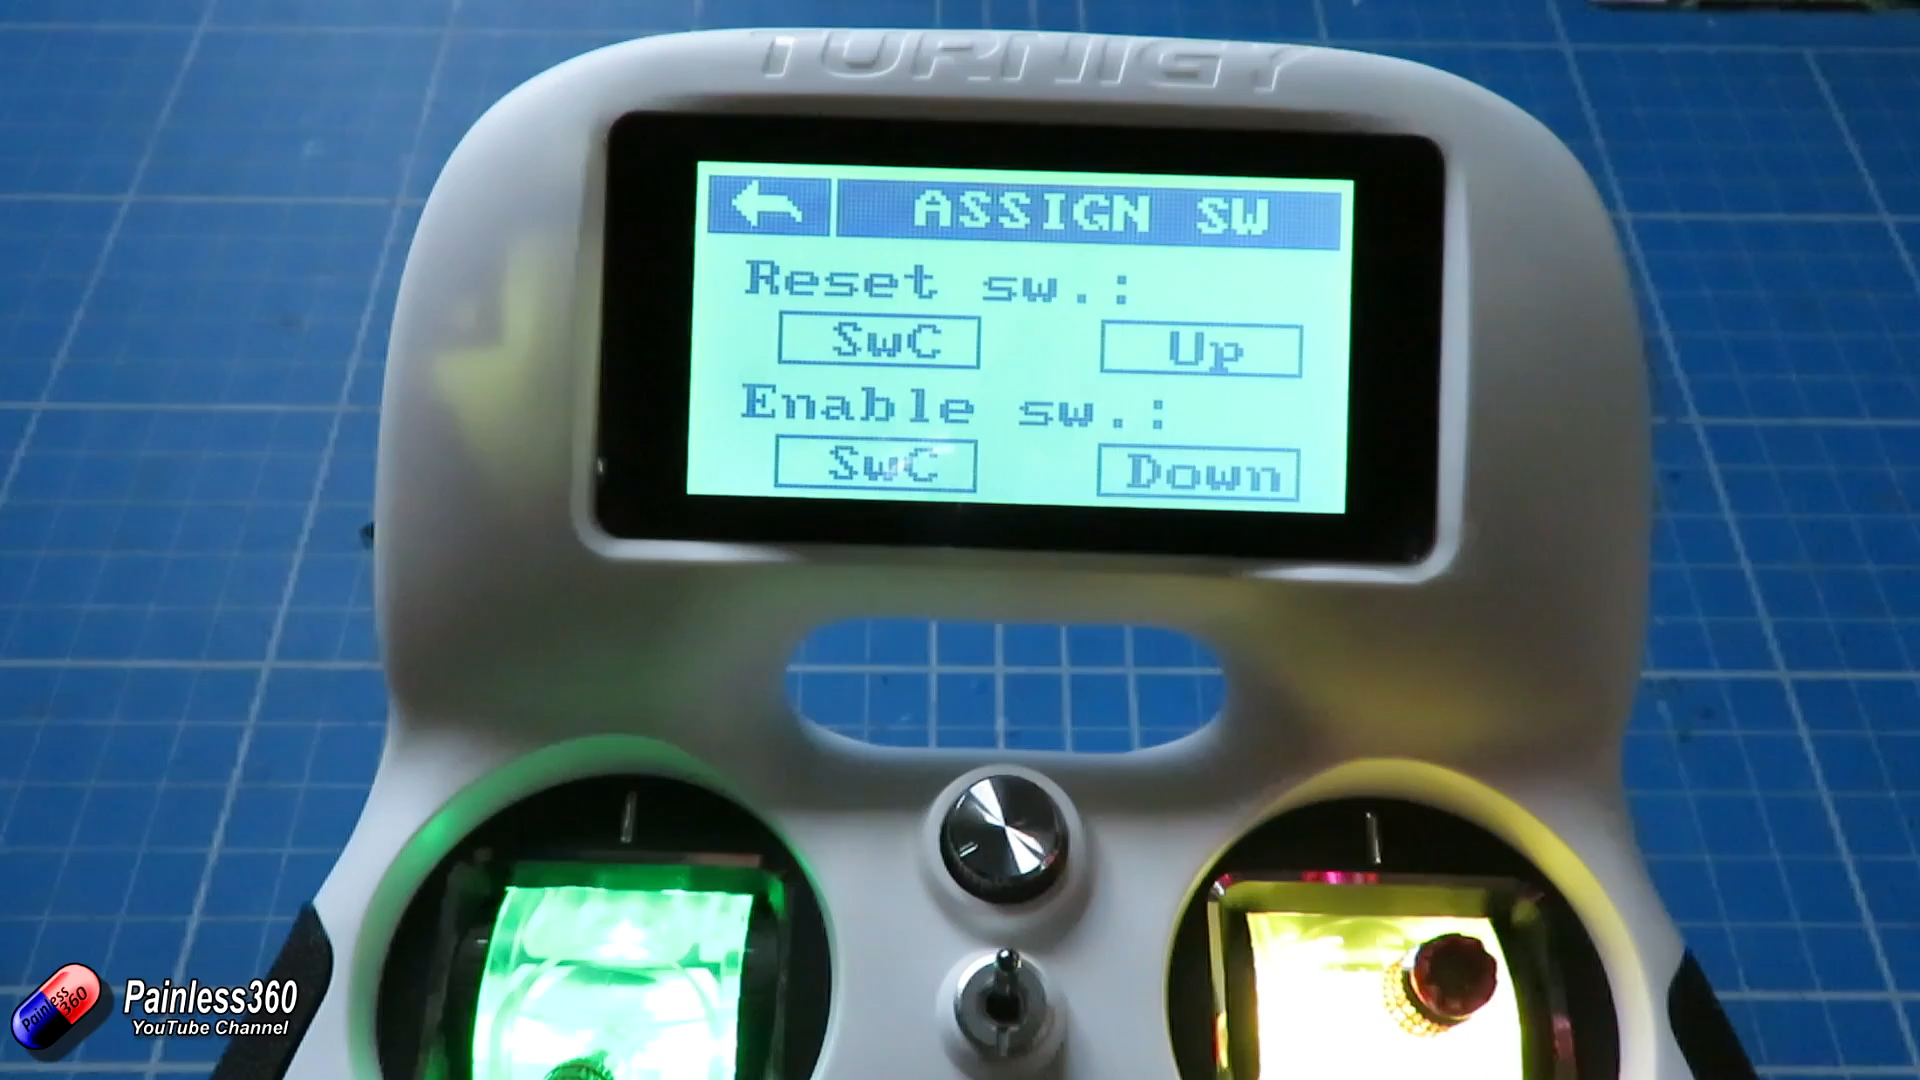 TURNIGY
ASSIGN SW
Reset sw.:
SwC Up
Enable sw.:
SwC Down
Painless360
Painless360
YouTube Channel